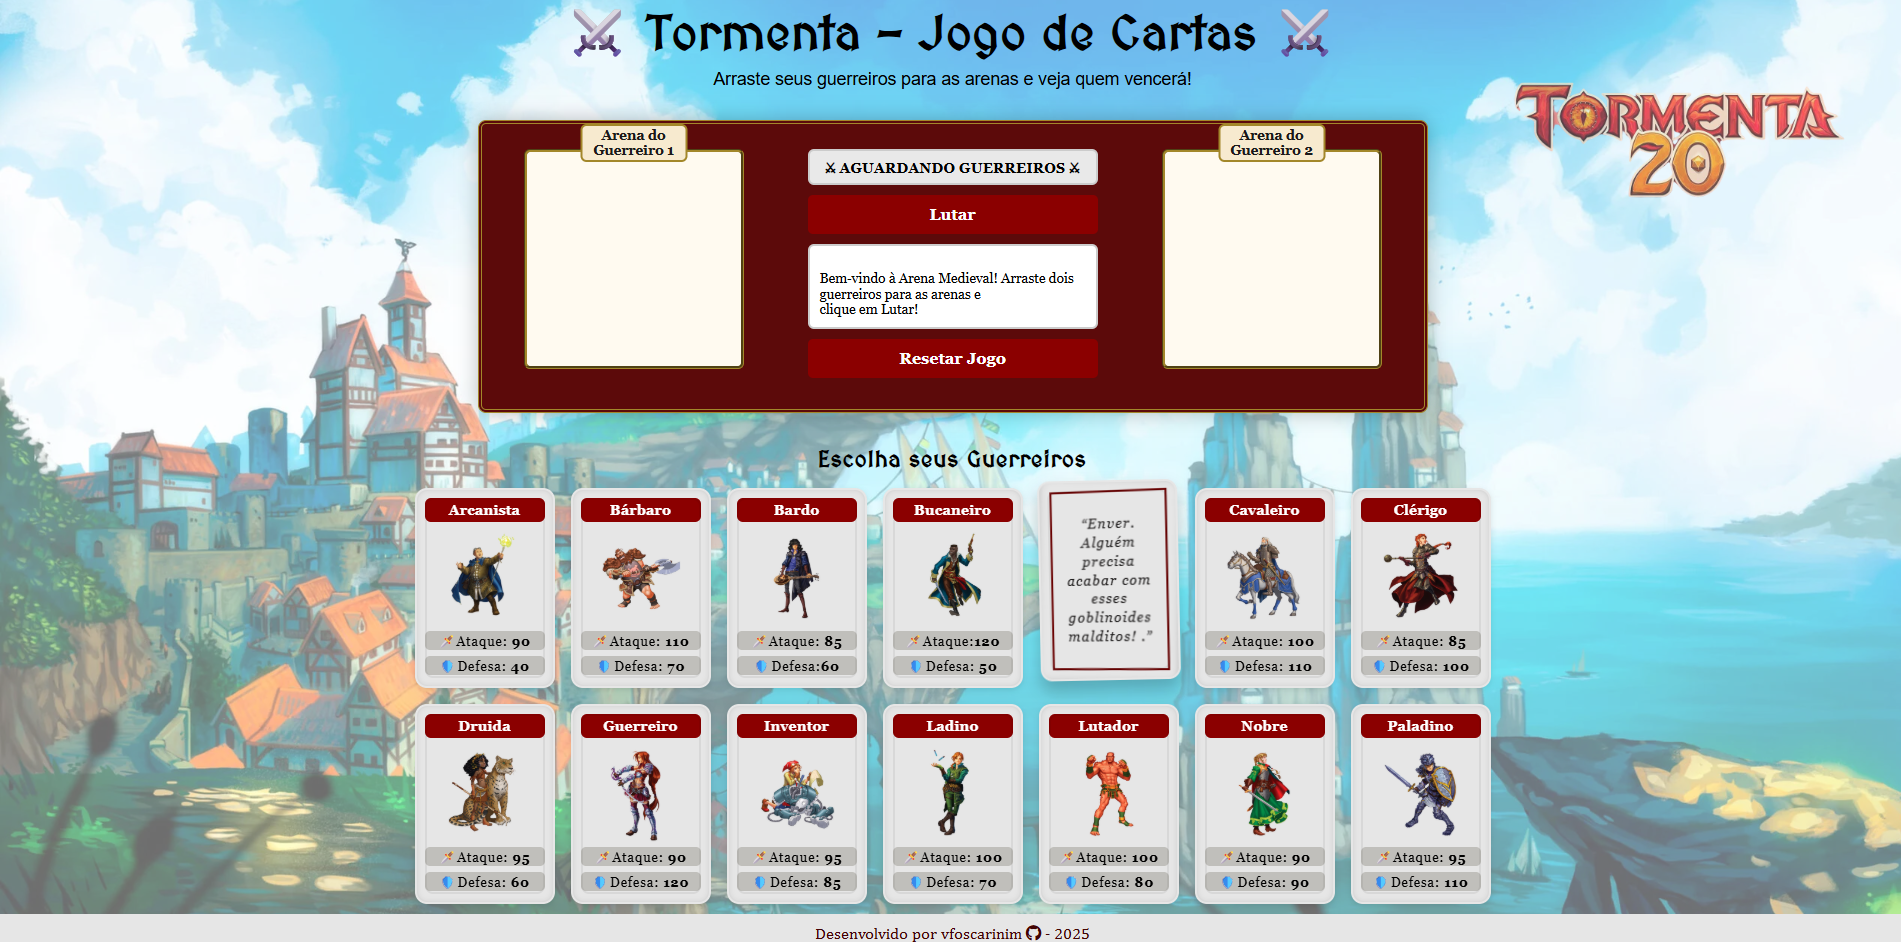 Tormenta - Jogo de Cartas
Arraste seus guerreiros para as arenas e veja quem vencerá!
TORMENTA
20
Arena do
Guerreiro 1
⚔ AGUARDANDO GUERREIROS ⚔
Lutar
Bem-vindo à Arena Medieval! Arraste dois
guerreiros para as arenas e
clique em Lutar!
Resetar Jogo
Arena do
Guerreiro 2
Escolha seus Guerreiros
Arcanista
Ataque: 90
Defesa: 40
Bárbaro
Ataque: 110
Defesa: 70
Bardo
Ataque: 85
Defesa:60
Bucaneiro
Ataque:120
Defesa: 50
“Enver.
Alguém
precisa
acabar com
esses
goblinoides
malditos! .”
Cavaleiro
Ataque: 100
Defesa: 110
Clérigo
Ataque: 85
Defesa: 100
Druida
Ataque: 95
Defesa: 60
Guerreiro
Ataque: 90
Defesa: 120
Inventor
Ataque: 95
Defesa: 85
Ladino
Ataque: 100
Defesa: 70
Lutador
Ataque: 100
Defesa: 80
Nobre
Ataque: 90
Defesa: 90
Paladino
Ataque: 95
Defesa: 110
Desenvolvido por vfoscarinim - 2025